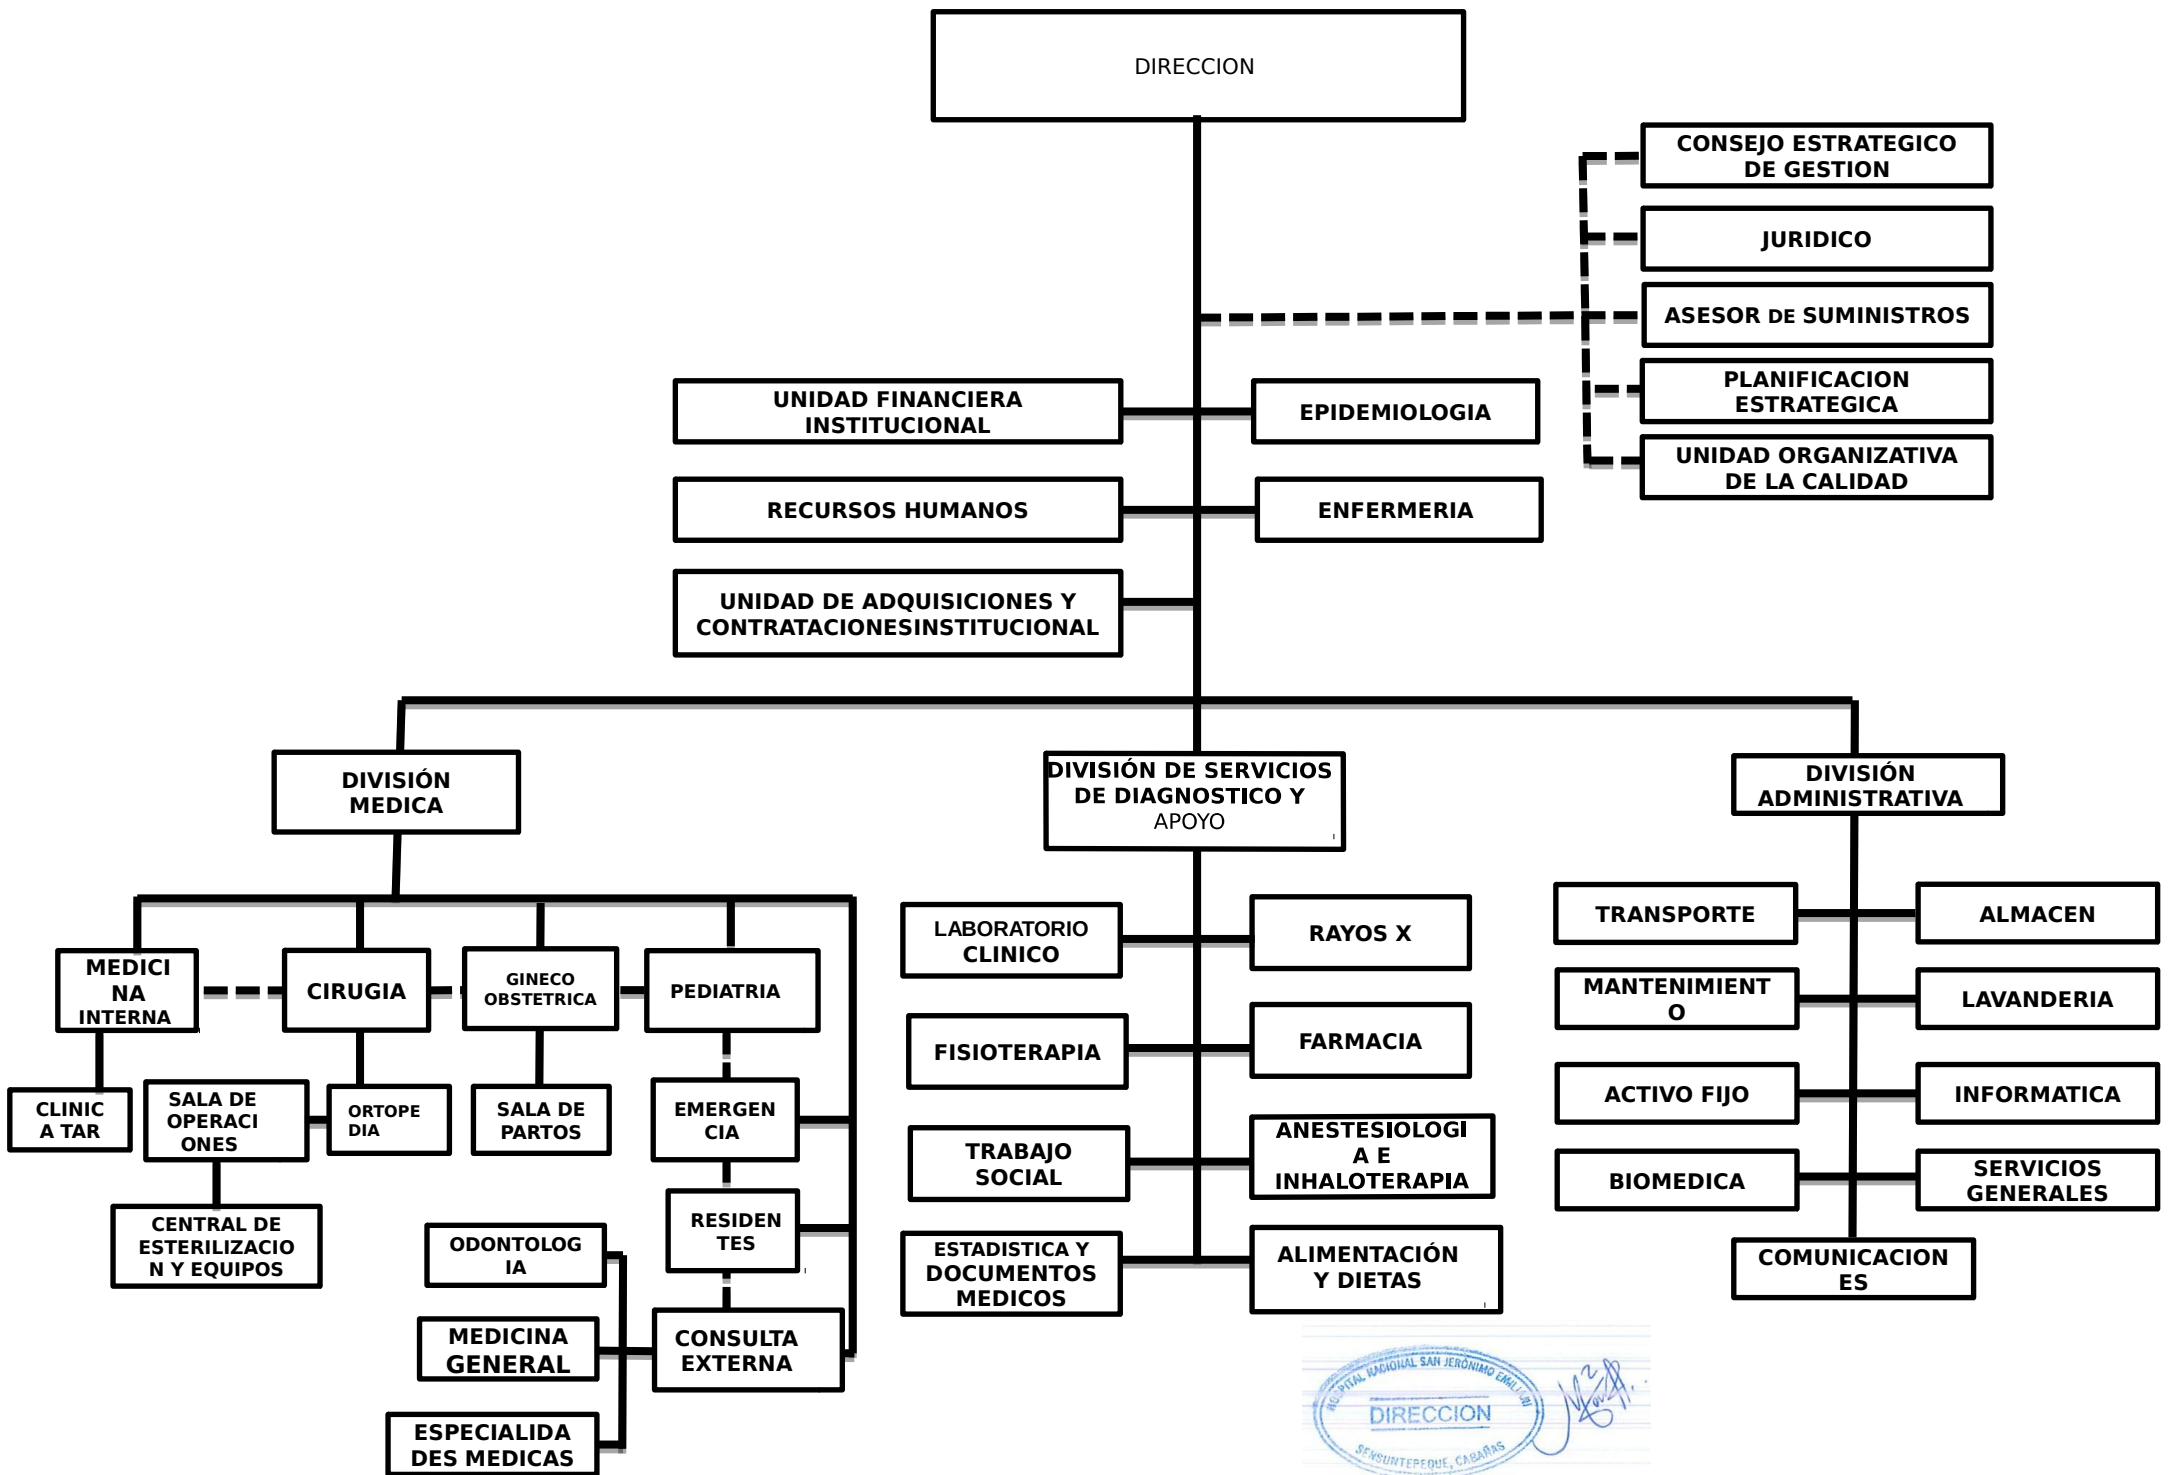 DIRECCION
CONSEJO ESTRATEGICO
DE GESTION
JURIDICO
ASESOR DE SUMINISTROS
PLANIFICACION
ESTRATEGICA
UNIDAD ORGANIZATIVA
DE LA CALIDAD
UNIDAD FINANCIERA
INSTITUCIONAL
EPIDEMIOLOGIA
RECURSOS HUMANOS
ENFERMERIA
UNIDAD DE ADQUISICIONES Y
CONTRATACIONESINSTITUCIONAL
DIVISIÓN
MEDICA
DIVISIÓN DE SERVICIOS
DE DIAGNOSTICO Y
APOYO
DIVISIÓN
ADMINISTRATIVA
MEDICI
NA
INTERNA
CIRUGIA
GINECO
OBSTETRICA
PEDIATRIA
CLINIC
A TAR
SALA DE
OPERACI
ONES
ORTOPE
DIA
SALA DE
PARTOS
EMERGEN
CIA
CENTRAL DE
ESTERILIZACIO
N Y EQUIPOS
RESIDEN
TES
ODONTOLOG
IA
MEDICINA
GENERAL
CONSULTA
EXTERNA
ESPECIALIDA
DES MEDICAS
LABORATORIO
CLINICO
RAYOS X
FISIOTERAPIA
FARMACIA
TRABAJO
SOCIAL
ANESTESIOLOGI
A E
INHALOTERAPIA
ESTADISTICA Y
DOCUMENTOS
MEDICOS
ALIMENTACIÓN
Y DIETAS
TRANSPORTE
ALMACEN
MANTENIMIENT
O
LAVANDERIA
ACTIVO FIJO
INFORMATICA
BIOMEDICA
SERVICIOS
GENERALES
COMUNICACION
ES
HOSPITAL NACIONAL SAN JERÓNIMO EMILIANI
DIRECCION
SENSUNTEPEQUE, CABAÑAS